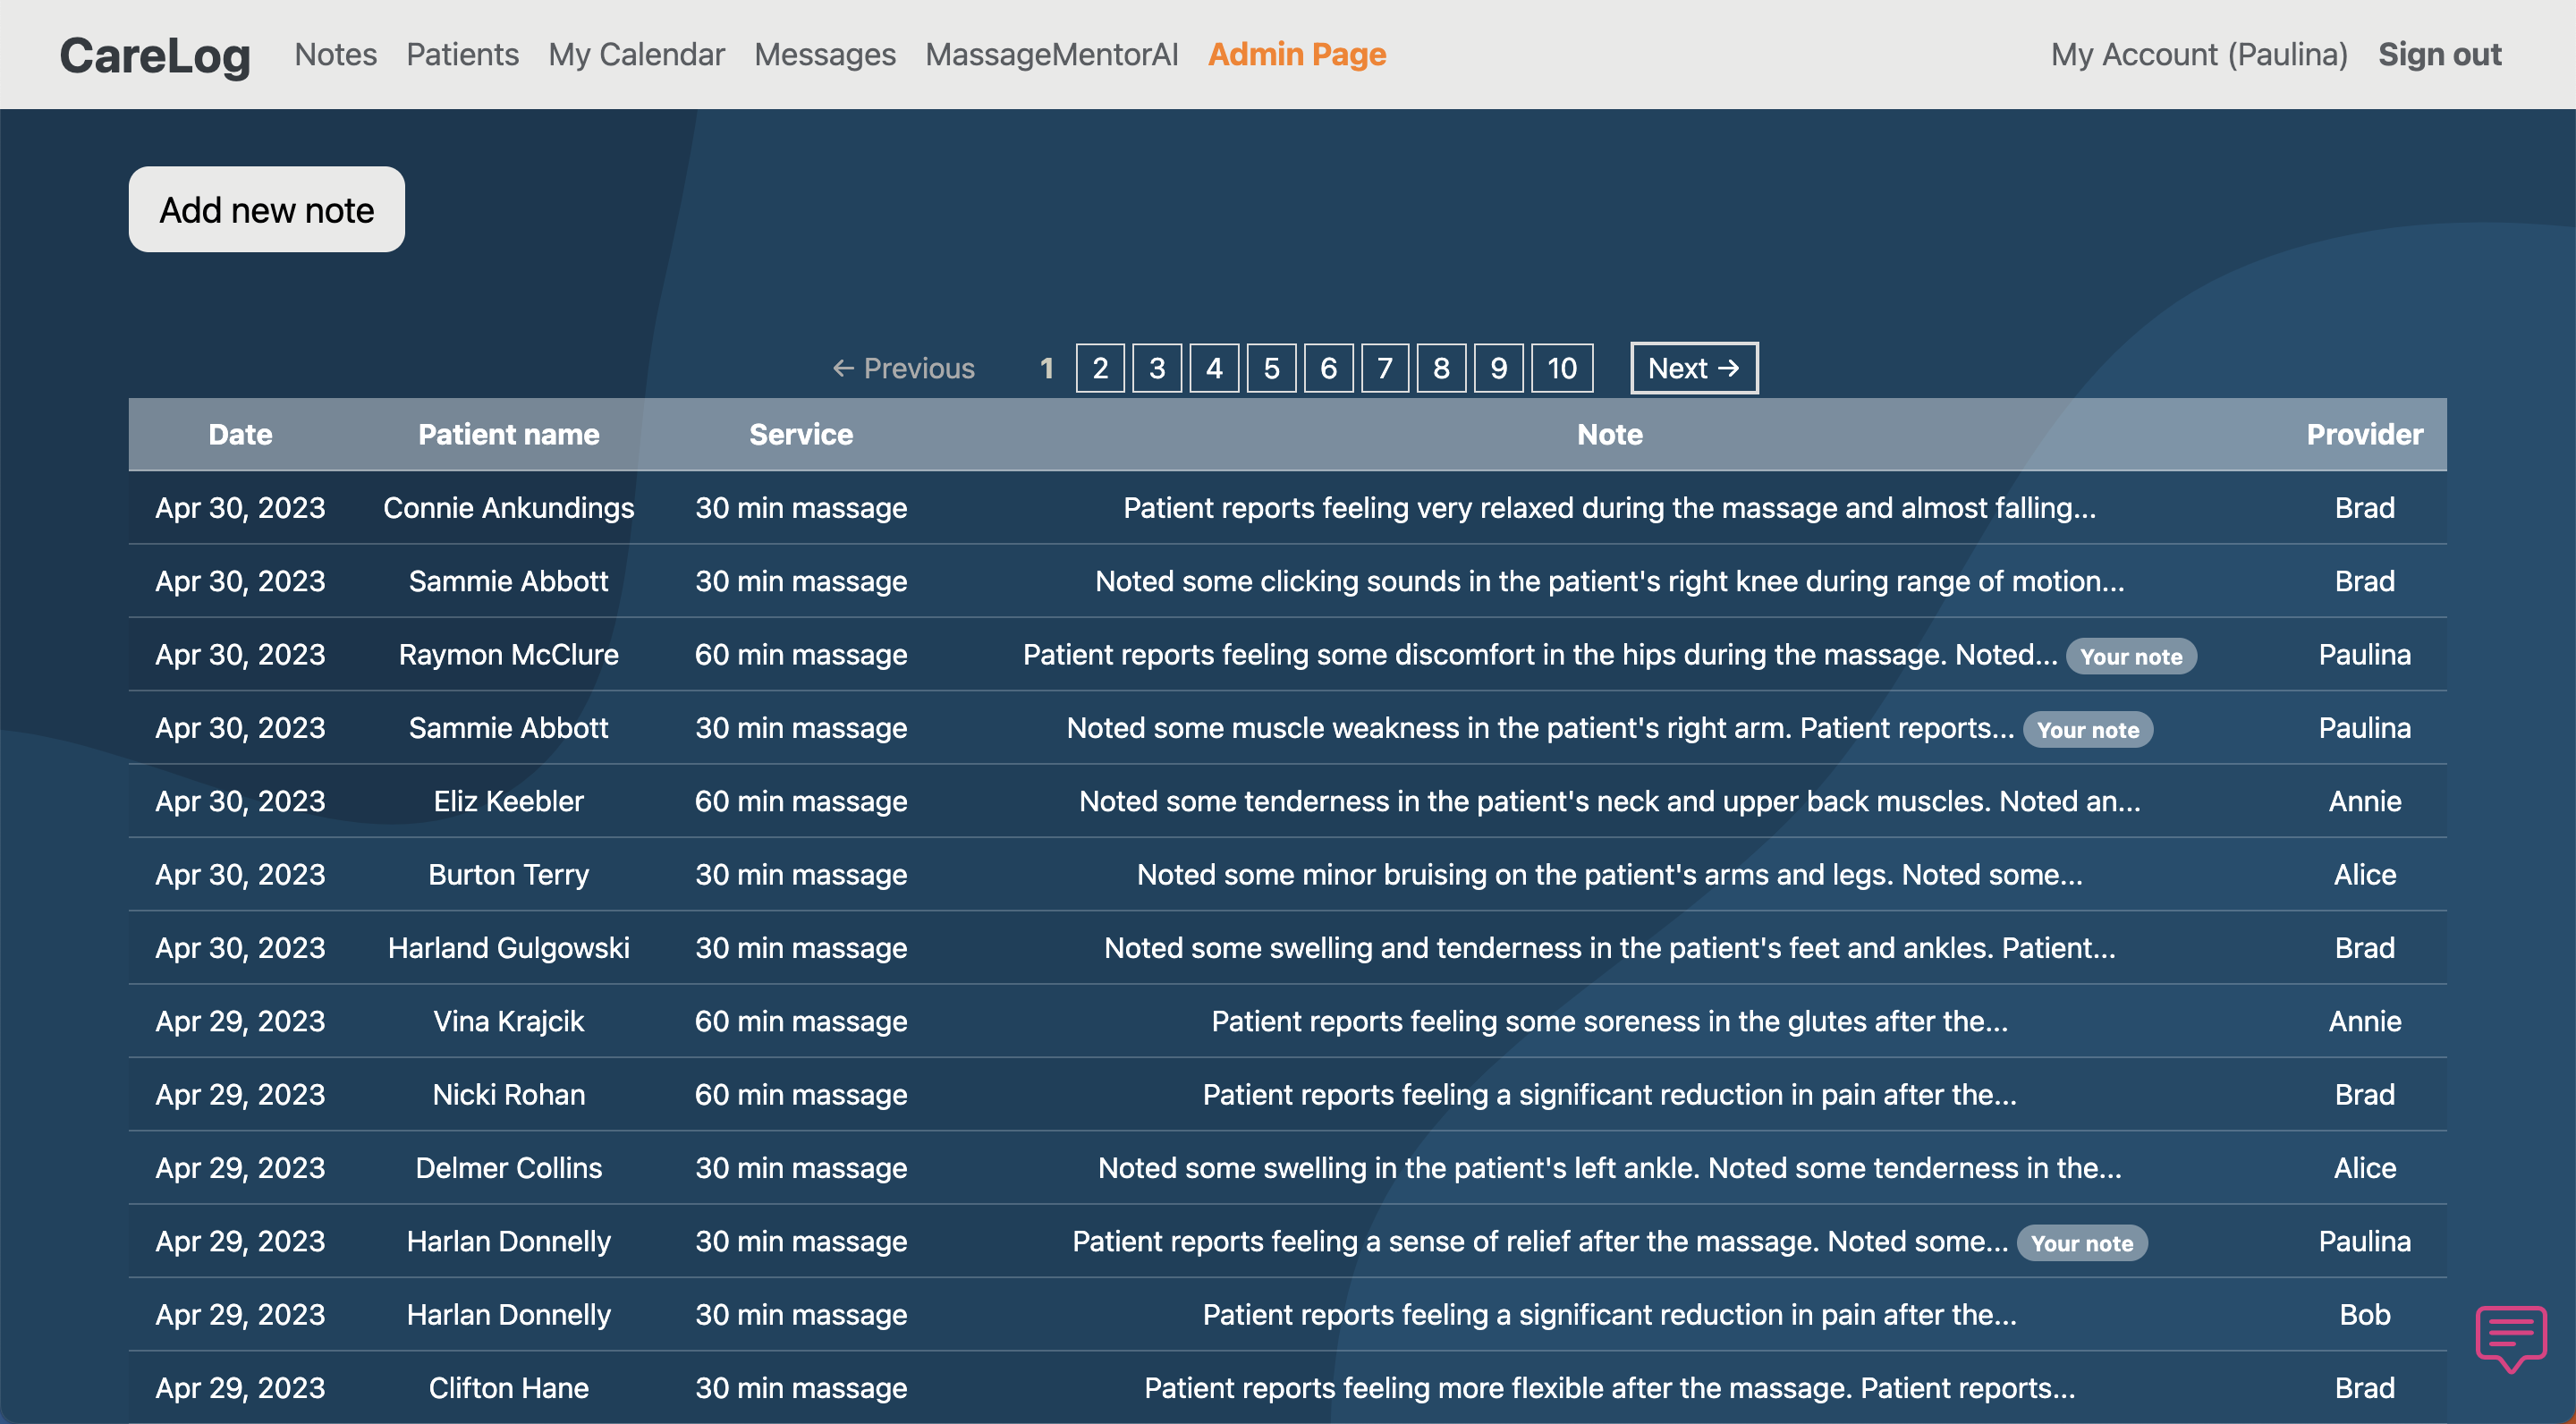 CareLog Notes Patients My Calendar Messages MassageMentorAI Admin Page My Account (Paulina) Sign out
Add new note
← Previous 1 2 3 4 5 6 7 8 9 10 Next →
Date Patient name Service Note Provider
Apr 30, 2023 Connie Ankundings 30 min massage Patient reports feeling very relaxed during the massage and almost falling... Brad
Apr 30, 2023 Sammie Abbott 30 min massage Noted some clicking sounds in the patient's right knee during range of motion... Brad
Apr 30, 2023 Raymon McClure 60 min massage Patient reports feeling some discomfort in the hips during the massage. Noted... Your note Paulina
Apr 30, 2023 Sammie Abbott 30 min massage Noted some muscle weakness in the patient's right arm. Patient reports... Your note Paulina
Apr 30, 2023 Eliz Keebler 60 min massage Noted some tenderness in the patient's neck and upper back muscles. Noted an... Annie
Apr 30, 2023 Burton Terry 30 min massage Noted some minor bruising on the patient's arms and legs. Noted some... Alice
Apr 30, 2023 Harland Gulgowski 30 min massage Noted some swelling and tenderness in the patient's feet and ankles. Patient... Brad
Apr 29, 2023 Vina Krajcik 60 min massage Patient reports feeling some soreness in the glutes after the... Annie
Apr 29, 2023 Nicki Rohan 60 min massage Patient reports feeling a significant reduction in pain after the... Brad
Apr 29, 2023 Delmer Collins 30 min massage Noted some swelling in the patient's left ankle. Noted some tenderness in the... Alice
Apr 29, 2023 Harlan Donnelly 30 min massage Patient reports feeling a sense of relief after the massage. Noted some... Your note Paulina
Apr 29, 2023 Harlan Donnelly 30 min massage Patient reports feeling a significant reduction in pain after the... Bob
Apr 29, 2023 Clifton Hane 30 min massage Patient reports feeling more flexible after the massage. Patient reports... Brad